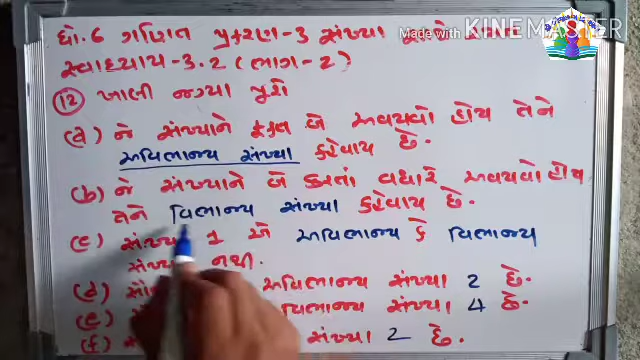 ધો. 6 ગણિત પ્રકરણ-3 સંખ્યા સાથે
Made with KINEMASTER
સ્વાધ્યાય-3.2 (ભાગ-2)
12 ખાલી જગ્યા પૂરો
(a) જે સંખ્યાને ફક્ત બે અવયવો હોય તેને
અવિભાજ્ય સંખ્યા કહેવાય છે.
(b) જે સંખ્યાને બે કરતાં વધારે અવયવો હોય
તેને વિભાજ્ય સંખ્યા કહેવાય છે.
(c) સંખ્યા 1 એ અવિભાજ્ય કે વિભાજ્ય
સંખ્યા નથી.
(d) અવિભાજ્ય સંખ્યા 2 છે.
(e) વિભાજ્ય સંખ્યા 4 છે.
(f) સંખ્યા 2 છે.